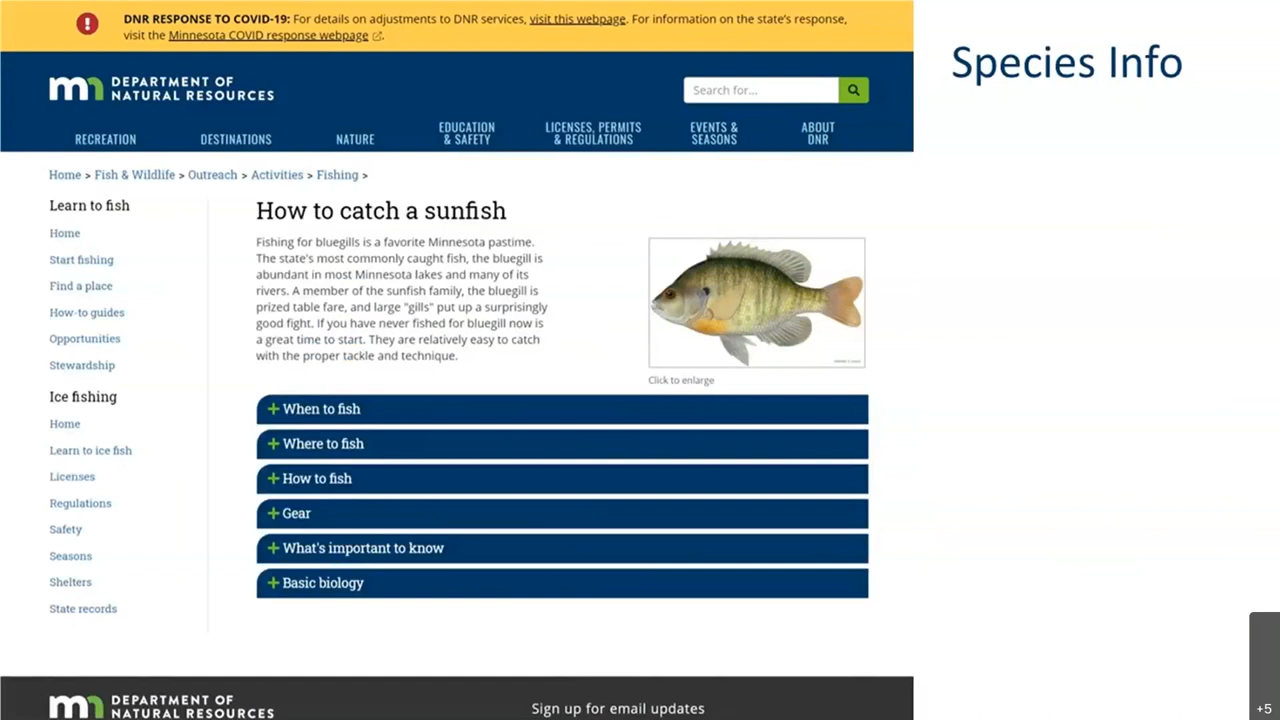 DNR RESPONSE TO COVID-19: For details on adjustments to DNR services, visit this webpage. For information on the state's response,
visit the Minnesota COVID response webpage.
Species Info
DEPARTMENT OF
NATURAL RESOURCES
Search for...
RECREATION
DESTINATIONS
NATURE
EDUCATION
& SAFETY
LICENSES, PERMITS
& REGULATIONS
EVENTS &
SEASONS
ABOUT
DNR
Home > Fish & Wildlife > Outreach > Activities > Fishing >
Learn to fish
Home
Start fishing
Find a place
How-to guides
Opportunities
Stewardship
Ice fishing
Home
Learn to ice fish
Licenses
Regulations
Safety
Seasons
Shelters
State records
How to catch a sunfish
Fishing for bluegills is a favorite Minnesota pastime.
The state's most commonly caught fish, the bluegill is
abundant in most Minnesota lakes and many of its
rivers. A member of the sunfish family, the bluegill is
prized table fare, and large "gills" put up a surprisingly
good fight. If you have never fished for bluegill now is
a great time to start. They are relatively easy to catch
with the proper tackle and technique.
Click to enlarge
+ When to fish
+ Where to fish
+ How to fish
+ Gear
+ What's important to know
+ Basic biology
mn DEPARTMENT OF
NATURAL RESOURCES
Sign up for email updates
+5